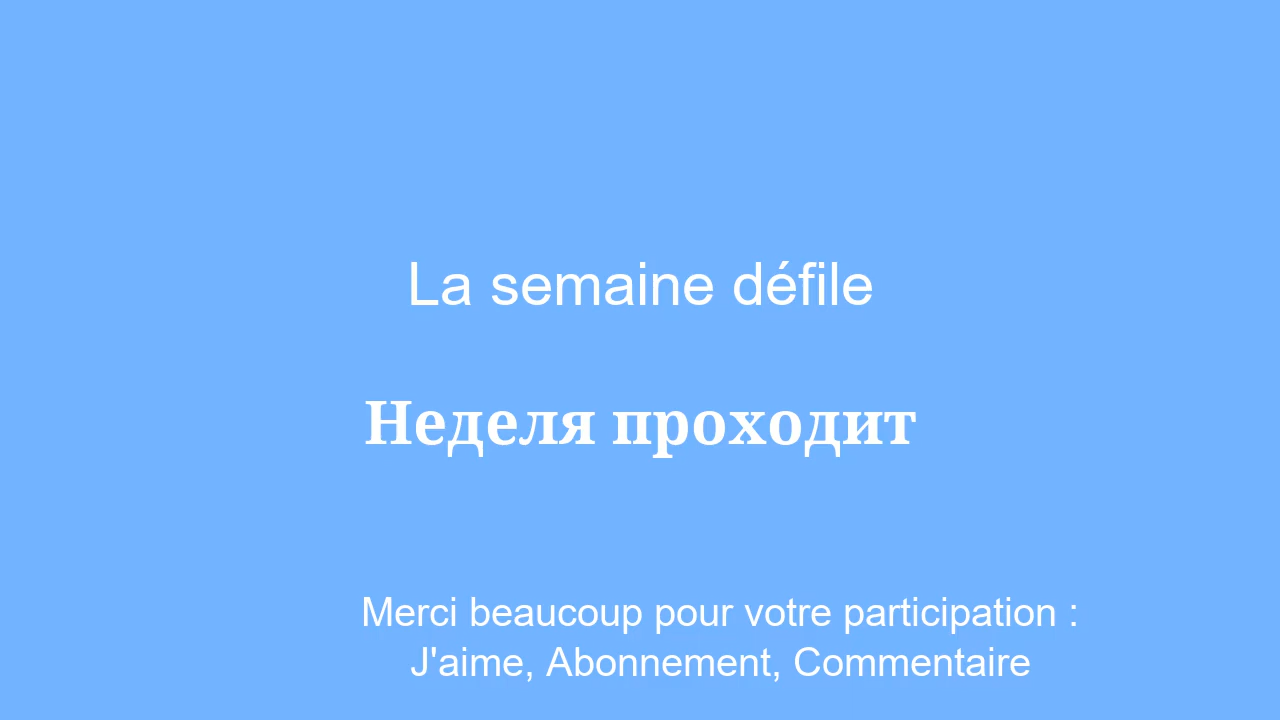 La semaine défile
Неделя проходит
Merci beaucoup pour votre participation :
J'aime, Abonnement, Commentaire